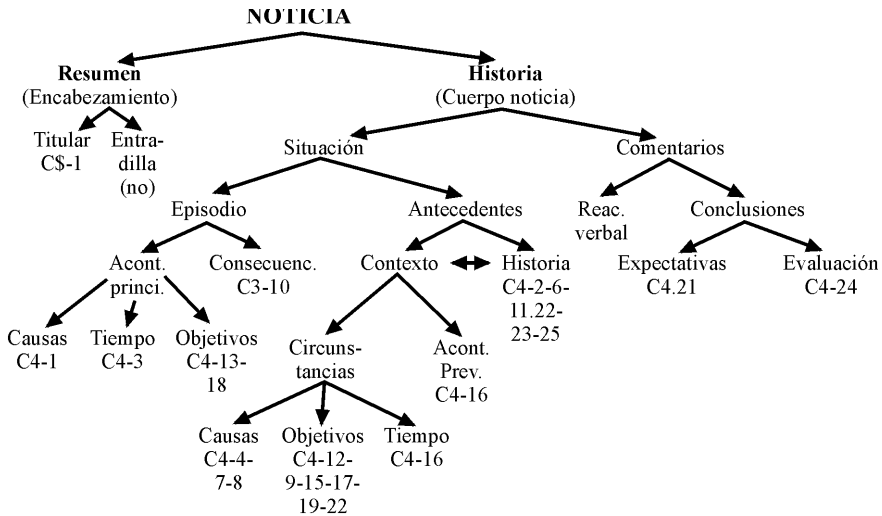 NOTICIA
Resumen
(Encabezamiento)
Historia
(Cuerpo noticia)
Titular
C$-1
Entra-
dilla
(no)
Situación
Comentarios
Episodio
Antecedentes
Reac.
verbal
Conclusiones
Acont.
princi.
Consecuenc.
C3-10
Contexto
Historia
C4-2-6-
11.22-
23-25
Expectativas
C4.21
Evaluación
C4-24
Causas
C4-1
Tiempo
C4-3
Objetivos
C4-13-
18
Circuns-
tancias
Acont.
Prev.
C4-16
Causas
C4-4-
7-8
Objetivos
C4-12-
9-15-17-
19-22
Tiempo
C4-16